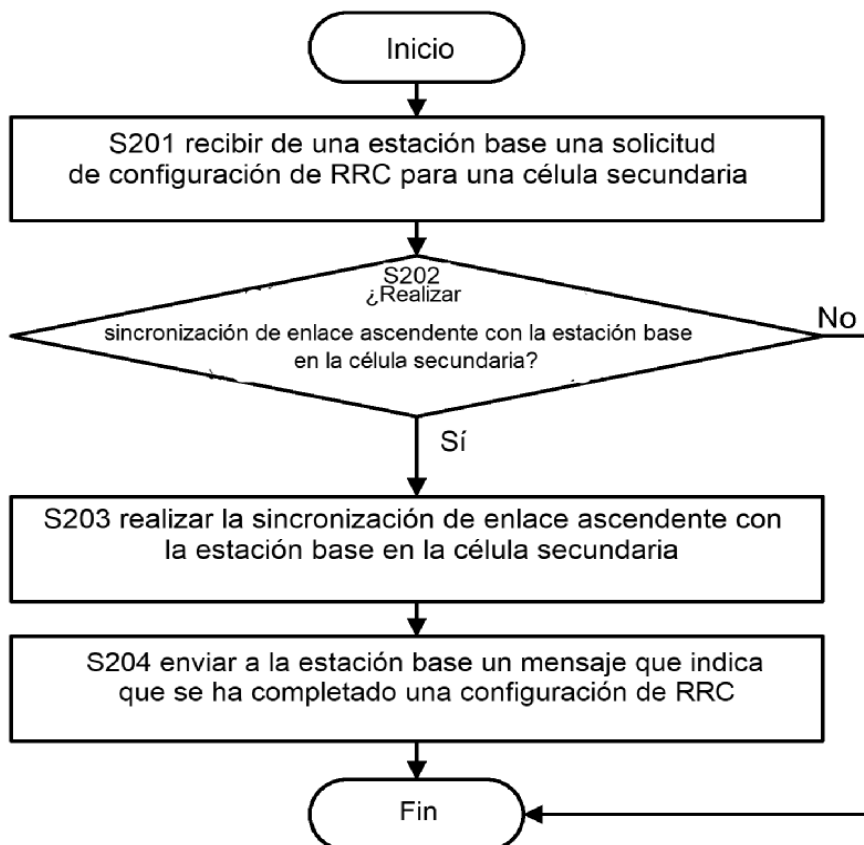 Inicio
S201 recibir de una estación base una solicitud
de configuración de RRC para una célula secundaria
S202
¿Realizar
sincronización de enlace ascendente con la estación base
en la célula secundaria?
No
Sí
S203 realizar la sincronización de enlace ascendente con
la estación base en la célula secundaria
S204 enviar a la estación base un mensaje que indica
que se ha completado una configuración de RRC
Fin